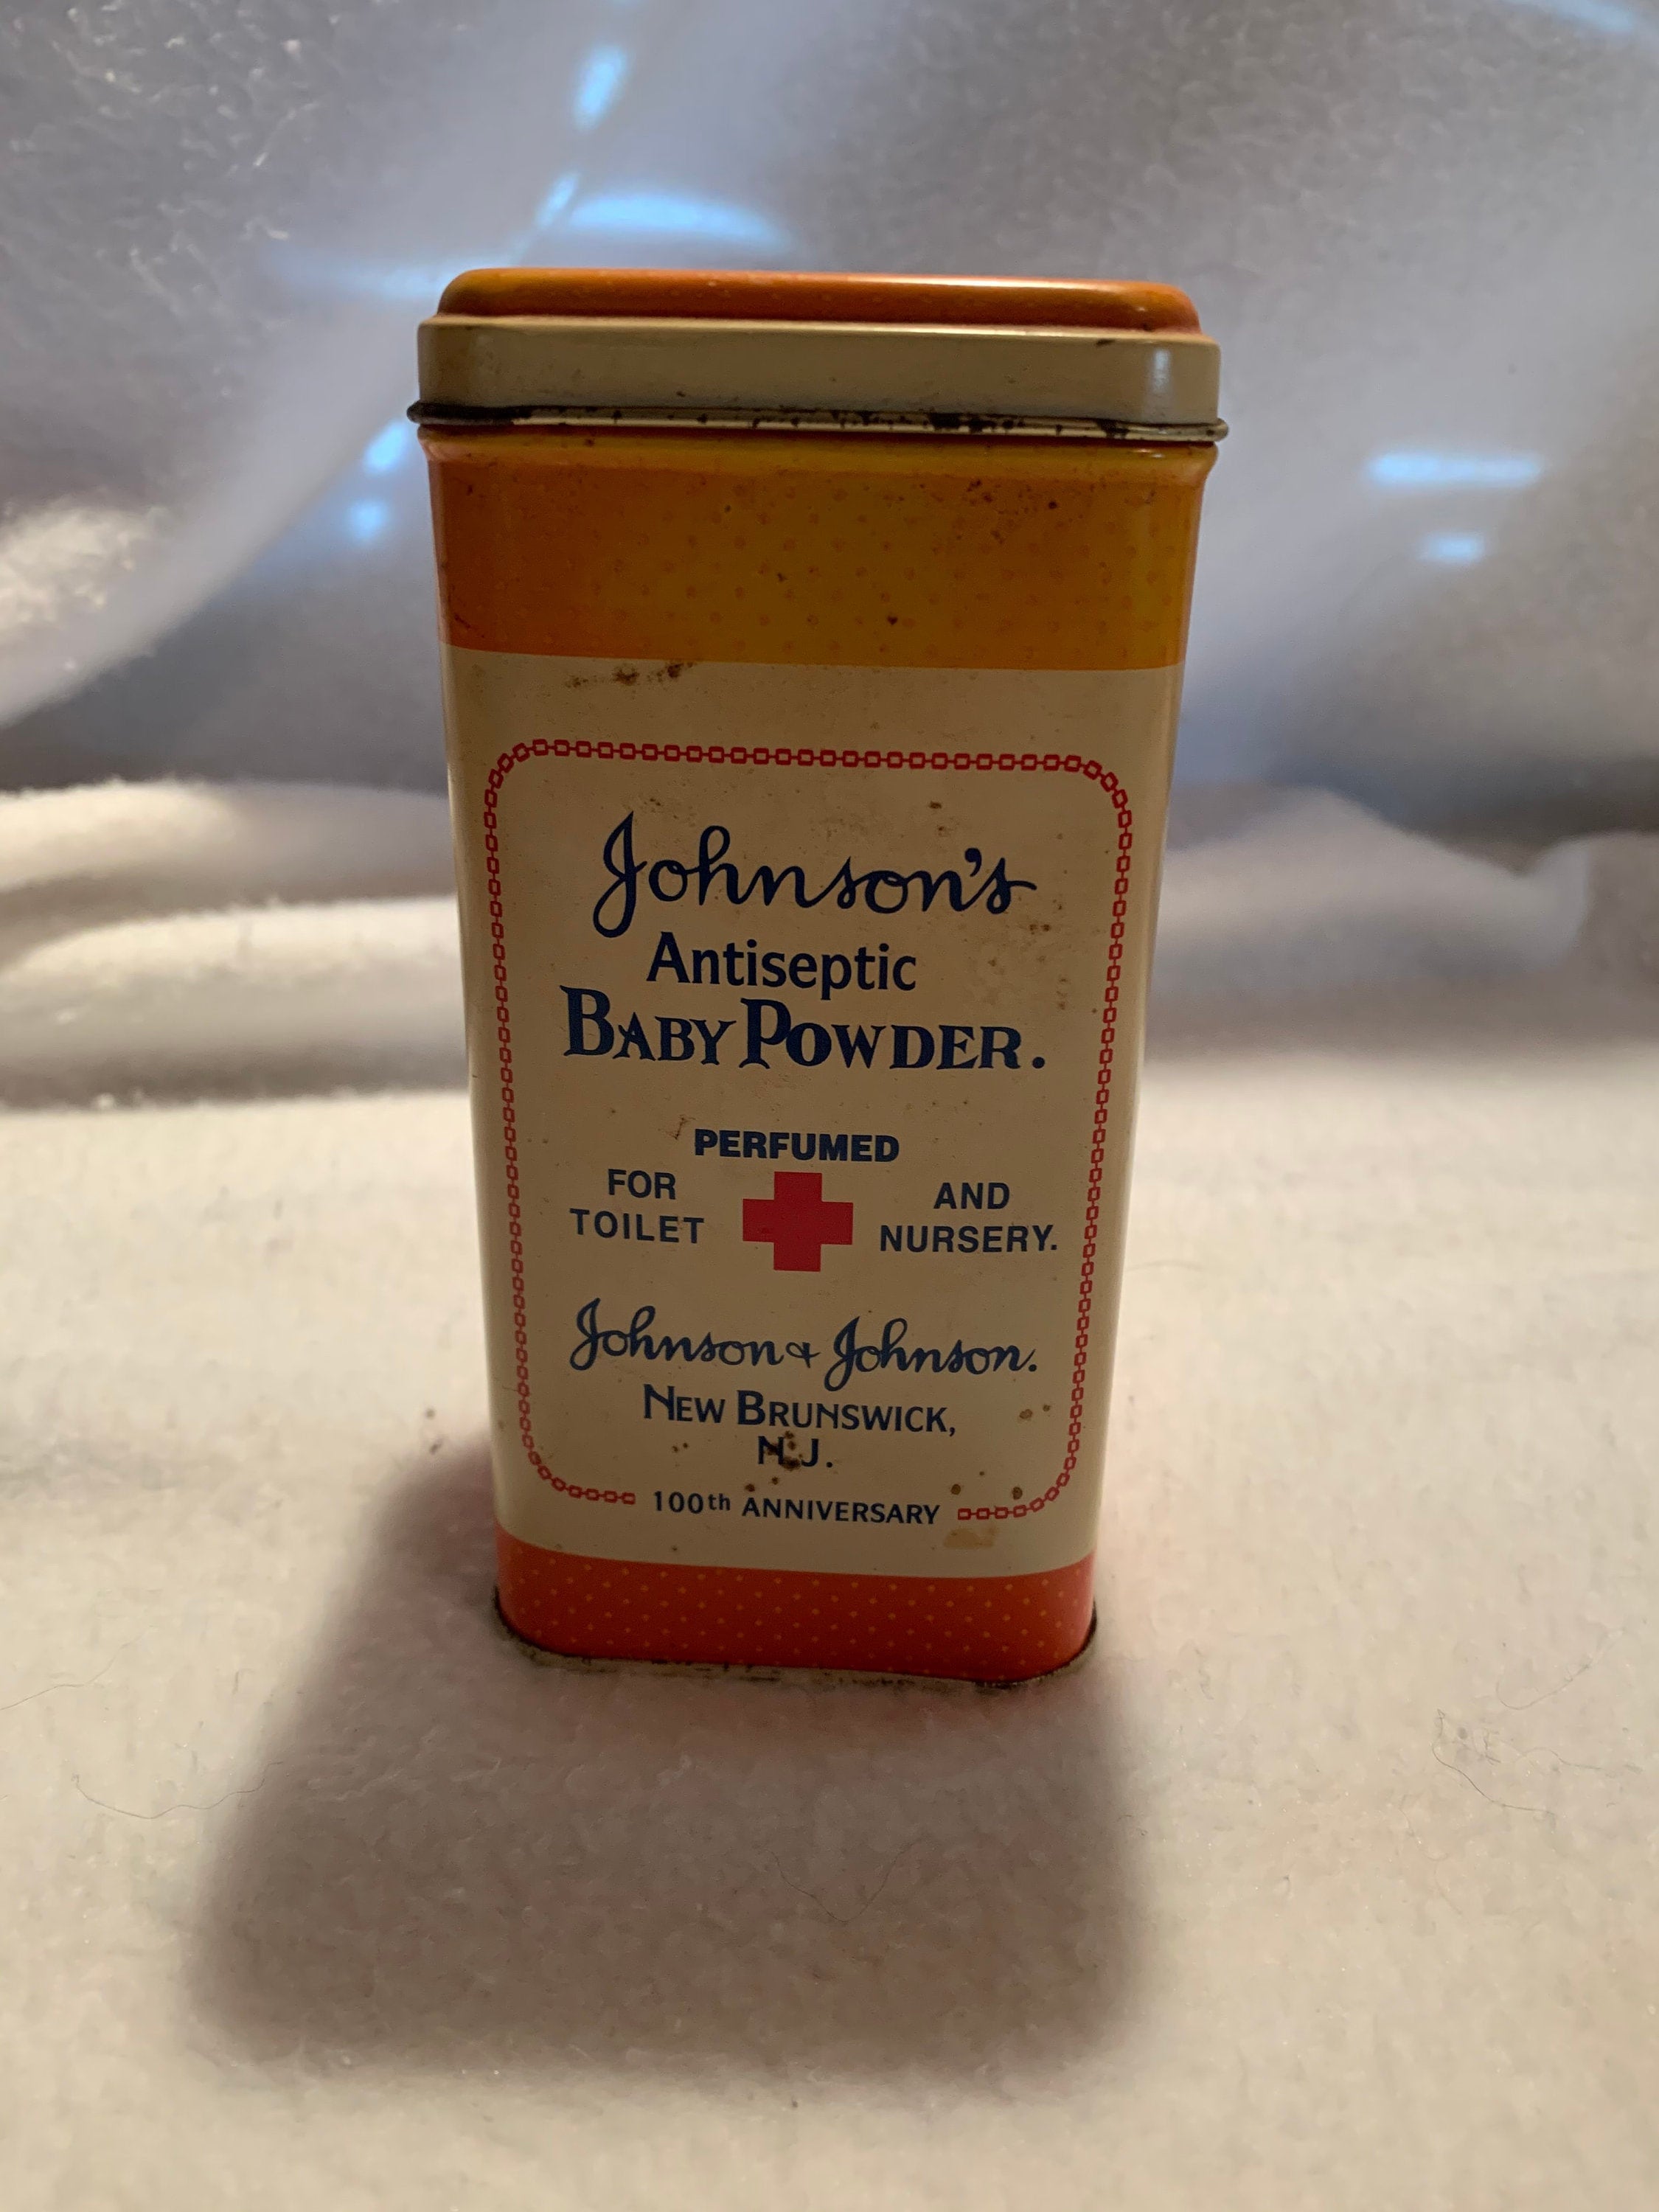 Johnson's
Antiseptic
BABY POWDER.
PERFUMED
FOR TOILET AND NURSERY.
Johnson & Johnson.
NEW BRUNSWICK,
N.J.
100th ANNIVERSARY